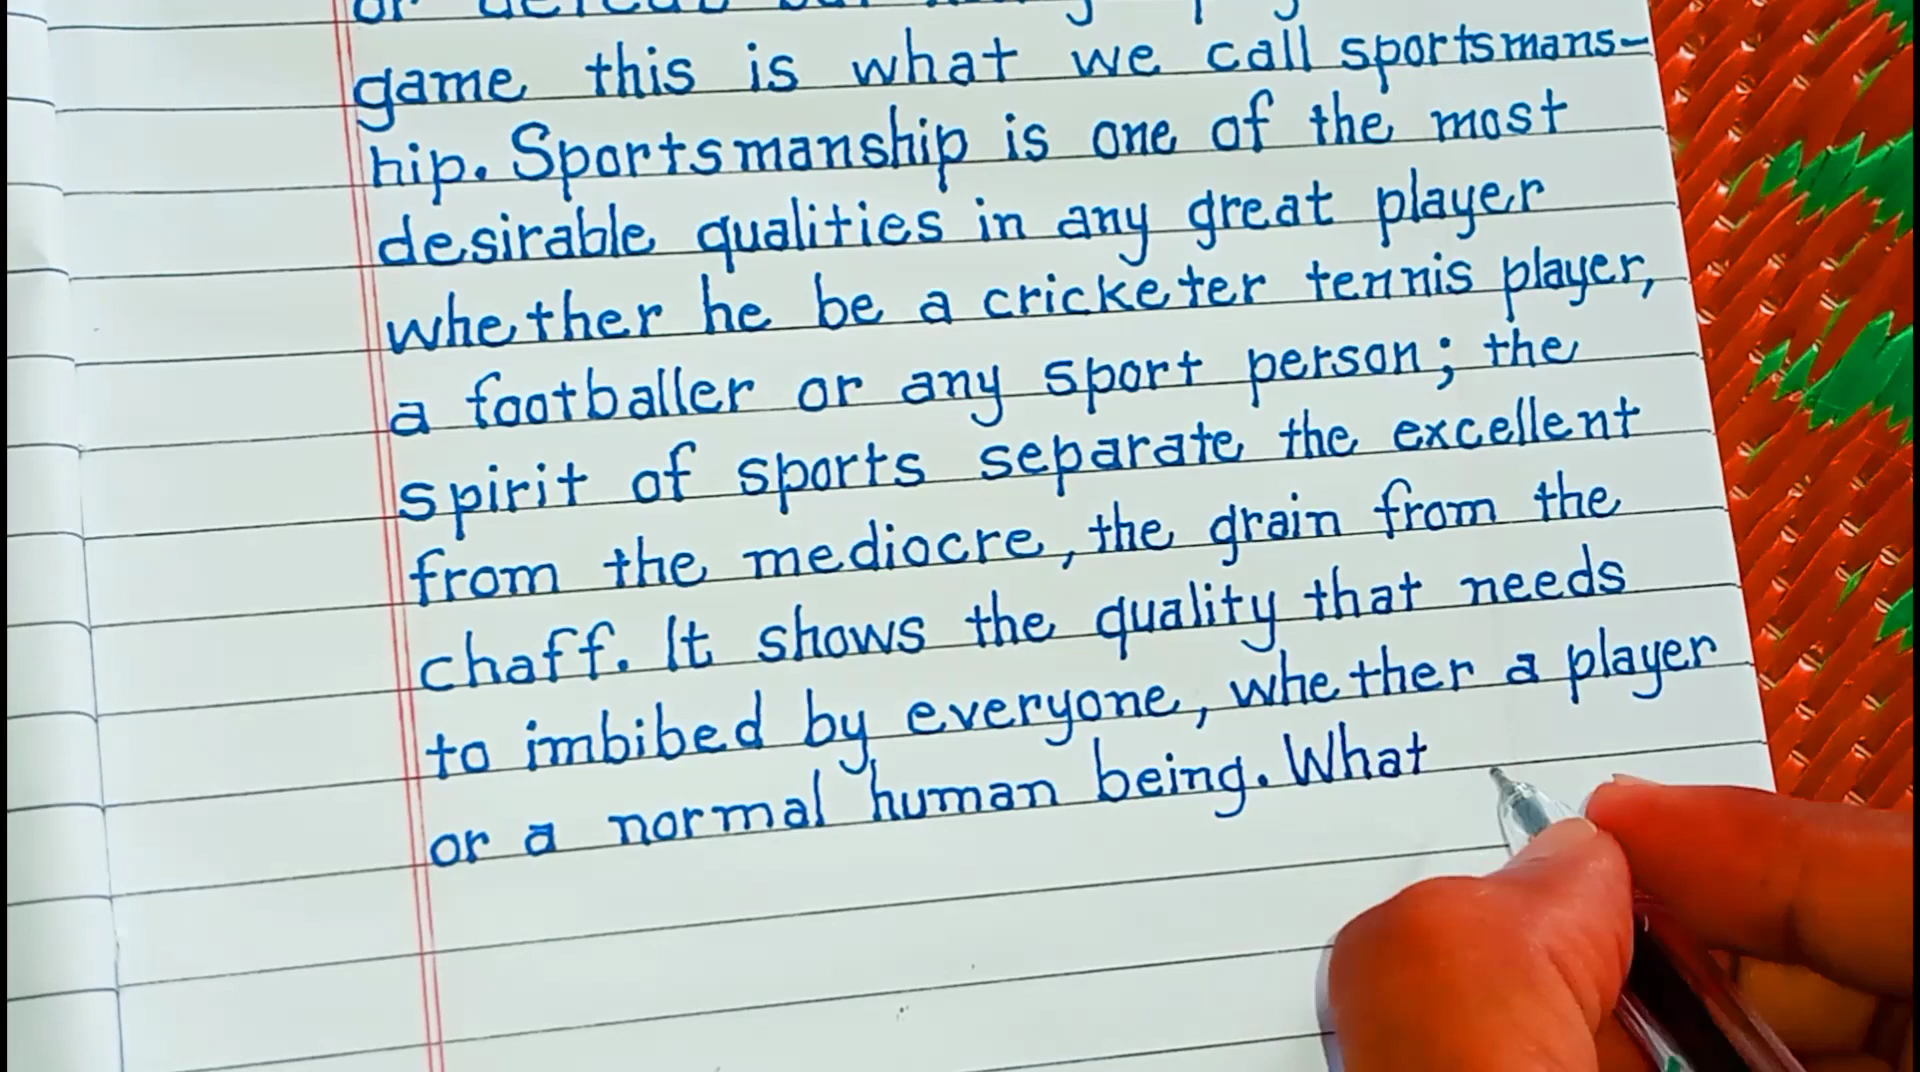 or defeat but
game this is what we call sportsmans-
hip. Sportsmanship is one of the most
desirable qualities in any great player
whether he be a cricketer tennis player,
a footballer or any sport person; the
spirit of sports separate the excellent
from the mediocre, the grain from the
chaff. It shows the quality that needs
to imbibed by everyone, whether a player
or a normal human being. What